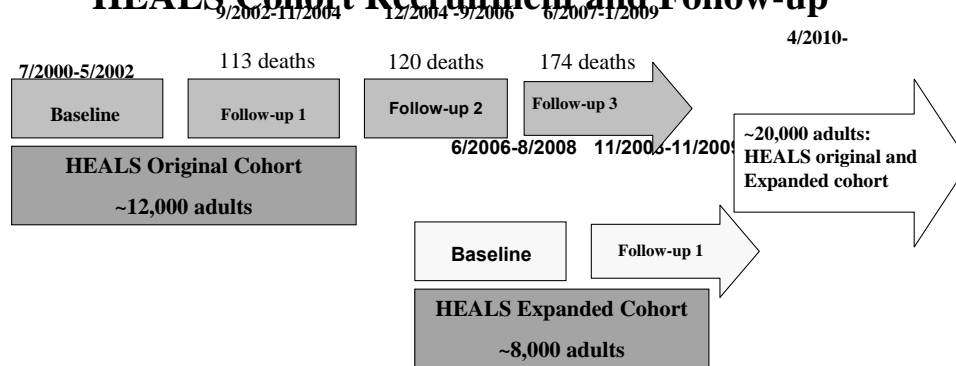 HEALS Cohort Recruitment and Follow-up
9/2002-11/2004 12/2004 -9/2006 6/2007-1/2009
4/2010-
113 deaths 120 deaths 174 deaths
7/2000-5/2002
Baseline Follow-up 1 Follow-up 2 Follow-up 3
~20,000 adults:
HEALS original and
Expanded cohort
6/2006-8/2008
HEALS Original Cohort
~12,000 adults
Baseline Follow-up 1
HEALS Expanded Cohort
~8,000 adults